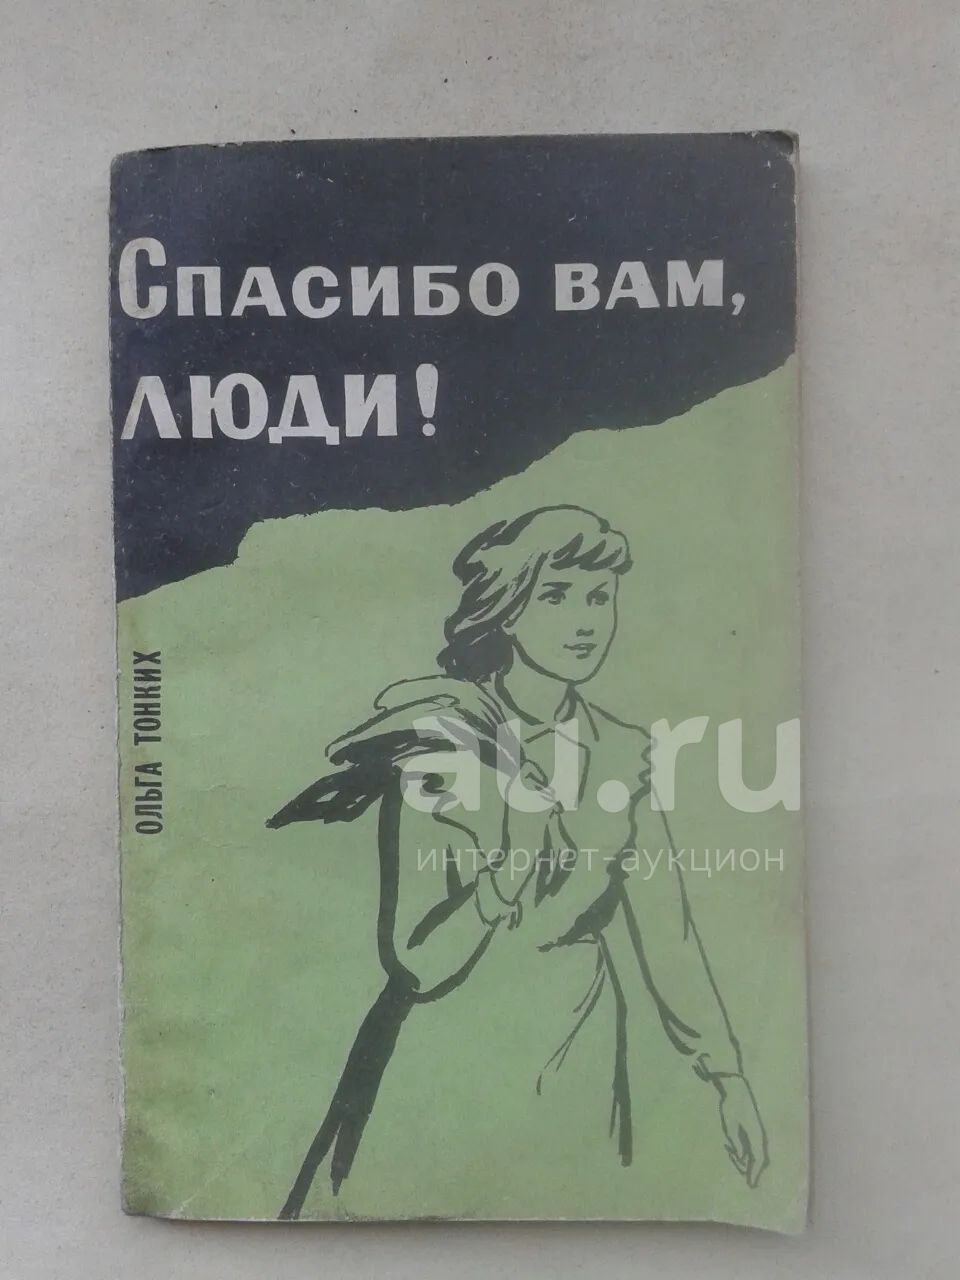 Спасибо вам,
люди!
Ольга Тонких
au.ru
интернет-аукцион